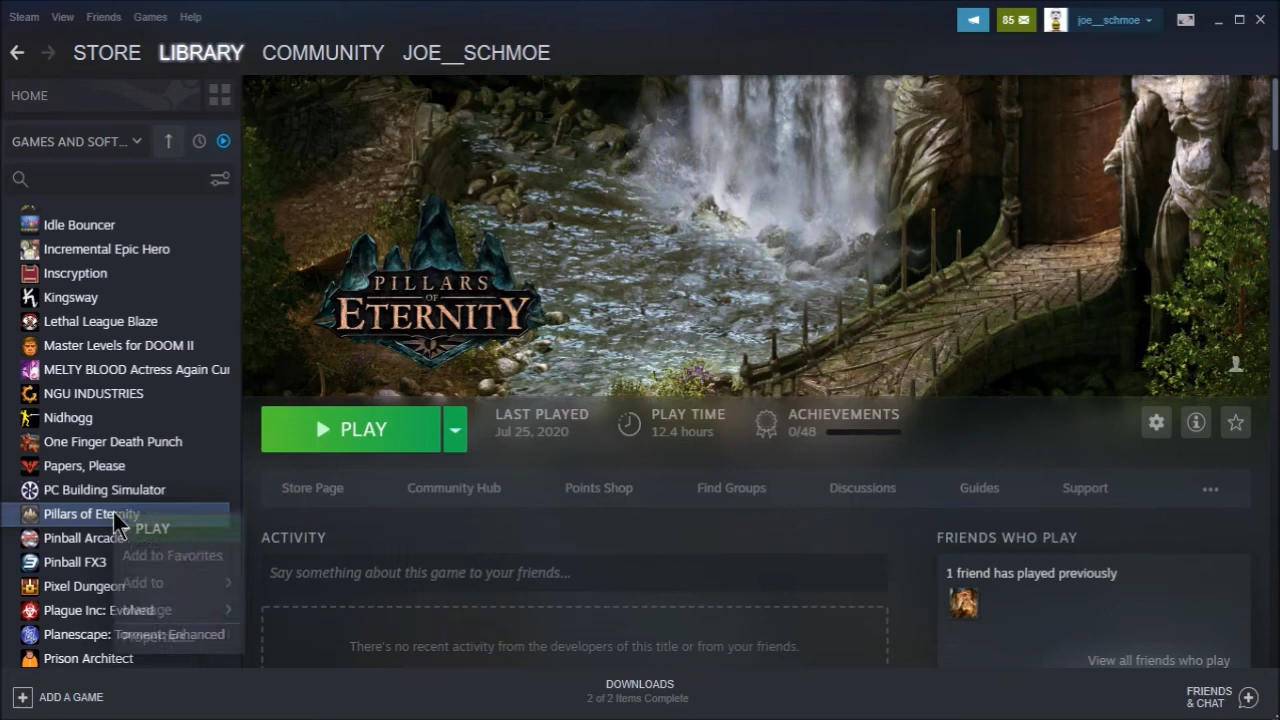 Steam View Friends Games Help
85
joe__schmoe
STORE LIBRARY COMMUNITY JOE__SCHMOE
HOME
GAMES AND SOFT...
Idle Bouncer
Incremental Epic Hero
Inscryption
Kingsway
Lethal League Blaze
Master Levels for DOOM II
MELTY BLOOD Actress Again Cur
NGU INDUSTRIES
Nidhogg
One Finger Death Punch
Papers, Please
PC Building Simulator
Pillars of Eternity
Pinball Arcade
Pinball FX3
Pixel Dungeon
Plague Inc: Evolved
Planescape: Torment: Enhanced
Prison Architect
PLAY
Add to Favorites
Add to
Manage
Properties...
PILLARS
OF
ETERNITY
PLAY
LAST PLAYED
Jul 25, 2020
PLAY TIME
12.4 hours
ACHIEVEMENTS
0/48
Store Page Community Hub Points Shop Find Groups Discussions Guides Support ...
ACTIVITY
Say something about this game to your friends...
There's no recent activity from the developers of this title or from your friends.
FRIENDS WHO PLAY
1 friend has played previously
View all friends who play
ADD A GAME
DOWNLOADS
2 of 2 Items Complete
FRIENDS
& CHAT